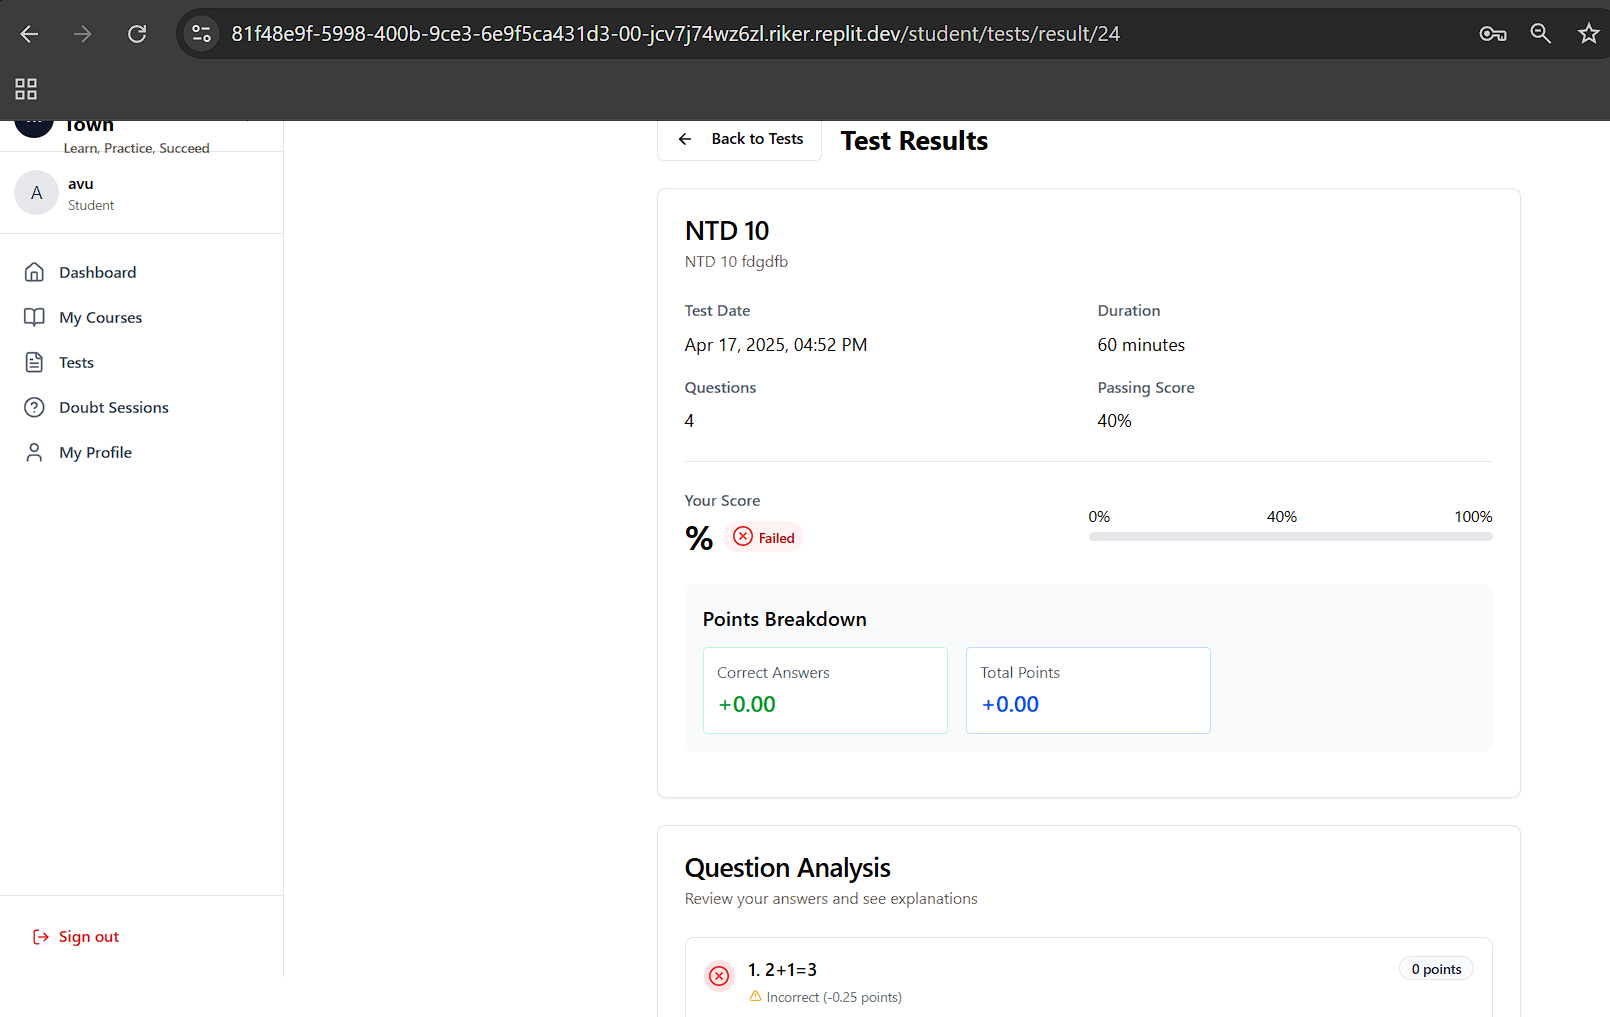 81f48e9f-5998-400b-9ce3-6e9f5ca431d3-00-jcv7j74wz6zl.riker.replit.dev/student/tests/result/24
Town
Learn, Practice, Succeed
A
avu
Student
Dashboard
My Courses
Tests
Doubt Sessions
My Profile
Sign out
Back to Tests
Test Results
NTD 10
NTD 10 fdgdfb
Test Date
Duration
Apr 17, 2025, 04:52 PM
60 minutes
Questions
Passing Score
4
40%
Your Score
% Failed
0% 40% 100%
Points Breakdown
Correct Answers
+0.00
Total Points
+0.00
Question Analysis
Review your answers and see explanations
1. 2+1=3
0 points
Incorrect (-0.25 points)